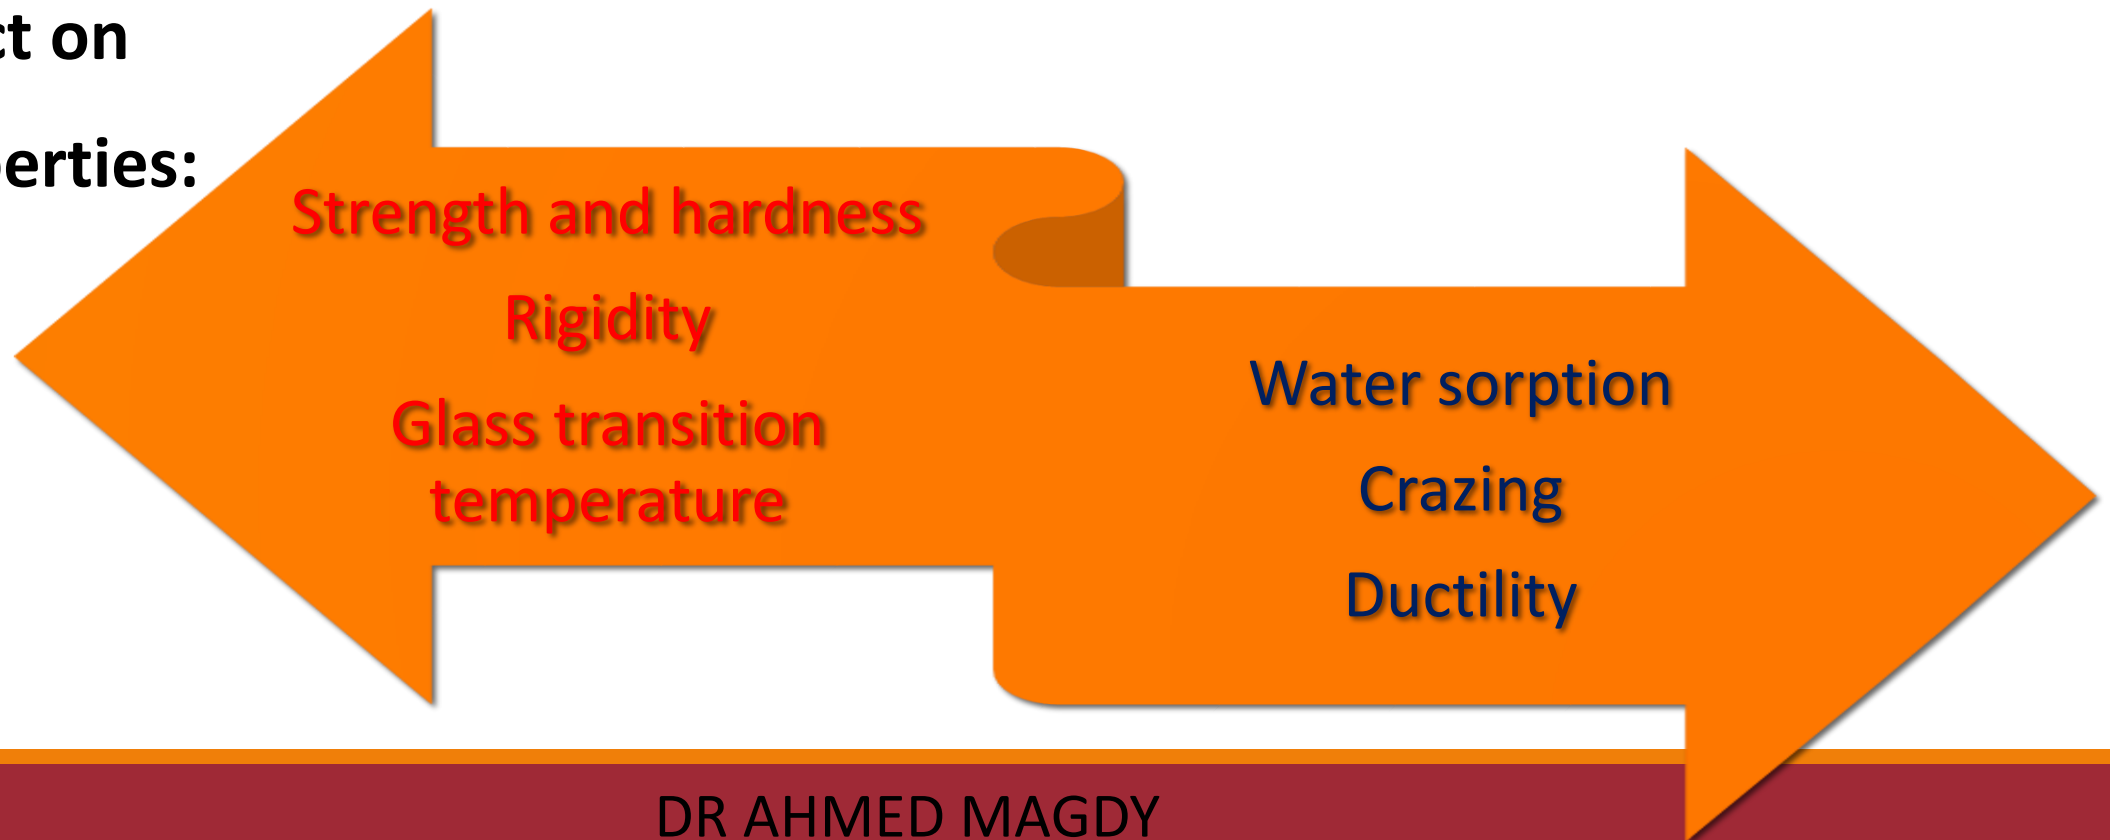 ct on
erties:
Strength and hardness
Rigidity
Glass transition
temperature
Water sorption
Crazing
Ductility
DR AHMED MAGDY